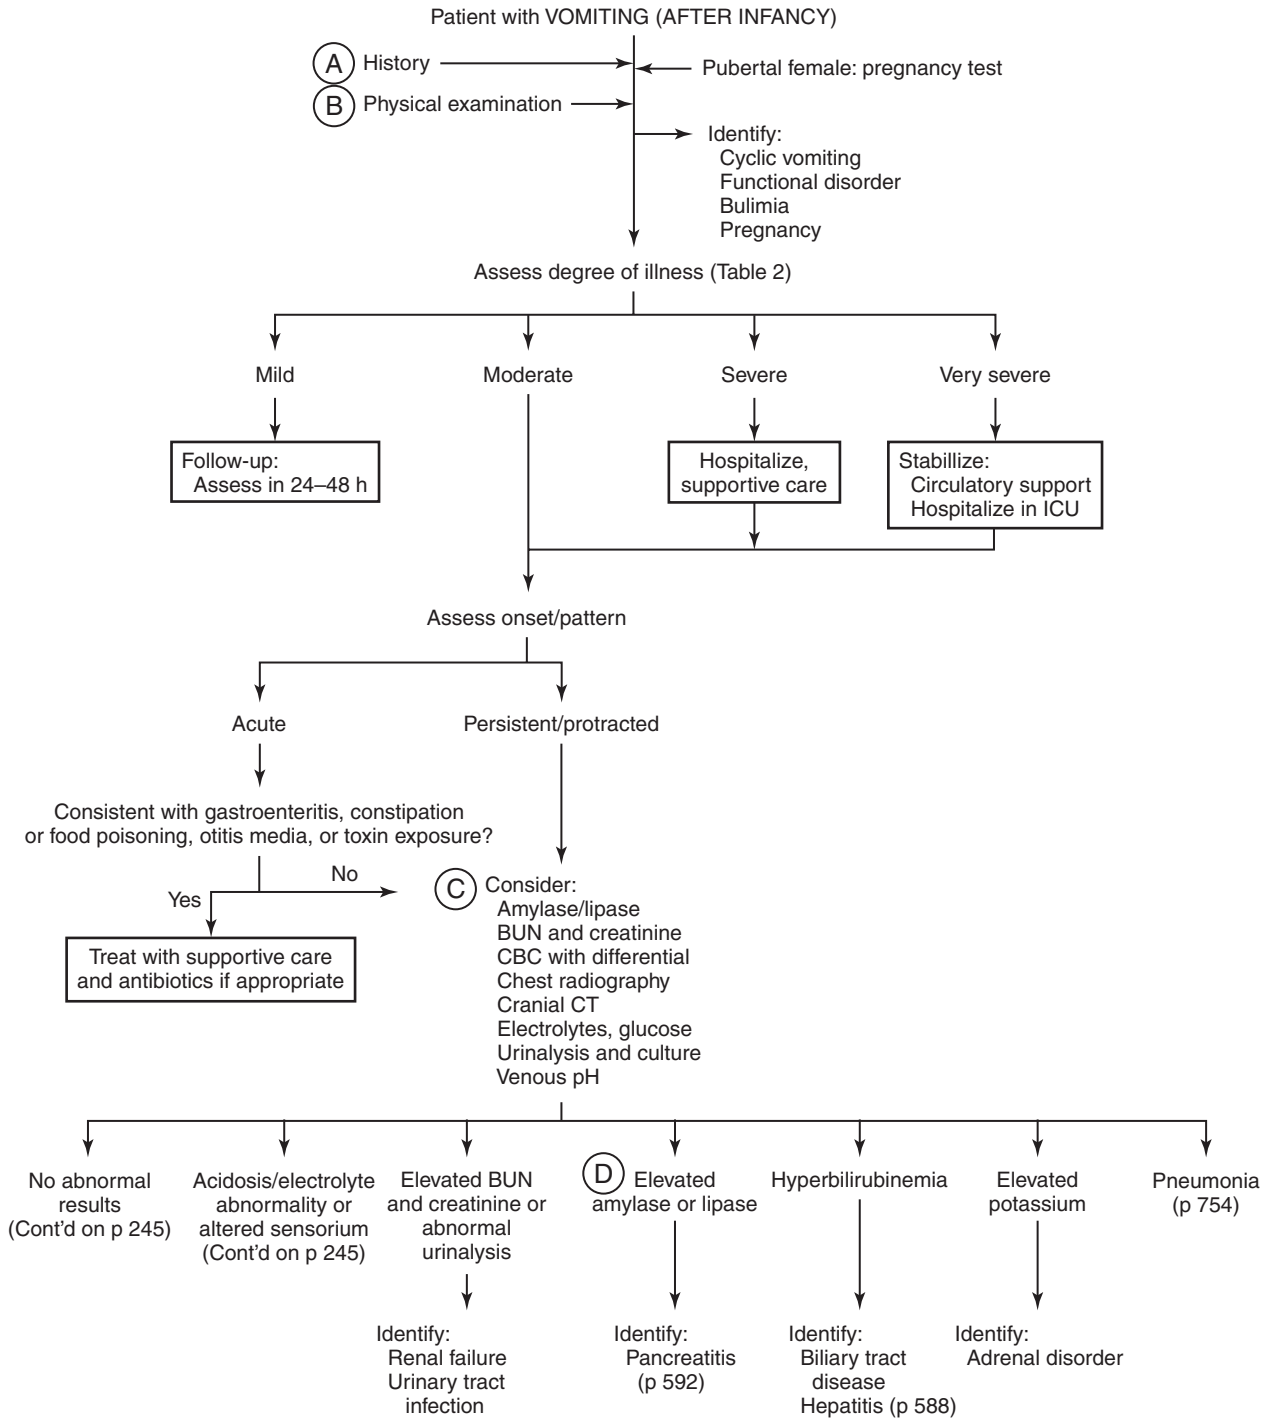 Patient with VOMITING (AFTER INFANCY)
A History
Pubertal female: pregnancy test
B Physical examination
Identify:
Cyclic vomiting
Functional disorder
Bulimia
Pregnancy
Assess degree of illness (Table 2)
Mild
Moderate
Severe
Very severe
Follow-up:
Assess in 24–48 h
Hospitalize,
supportive care
Stabillize:
Circulatory support
Hospitalize in ICU
Assess onset/pattern
Acute
Persistent/protracted
Consistent with gastroenteritis, constipation
or food poisoning, otitis media, or toxin exposure?
No
Yes
Treat with supportive care
and antibiotics if appropriate
C Consider:
Amylase/lipase
BUN and creatinine
CBC with differential
Chest radiography
Cranial CT
Electrolytes, glucose
Urinalysis and culture
Venous pH
No abnormal
results
(Cont'd on p 245)
Acidosis/electrolyte
abnormality or
altered sensorium
(Cont'd on p 245)
Elevated BUN
and creatinine or
abnormal
urinalysis
D Elevated
amylase or lipase
Hyperbilirubinemia
Elevated
potassium
Pneumonia
(p 754)
Identify:
Renal failure
Urinary tract
infection
Identify:
Pancreatitis
(p 592)
Identify:
Biliary tract
disease
Hepatitis (p 588)
Identify:
Adrenal disorder